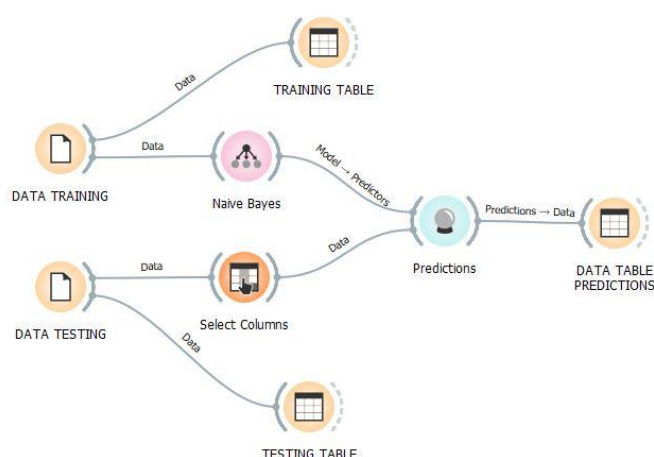 Data
TRAINING TABLE
Data
DATA TRAINING
Naive Bayes
Model → Predictors
Data
Predictions
Predictions → Data
DATA TABLE
PREDICTIONS
Data
DATA TESTING
Select Columns
Data
TESTING TABLE